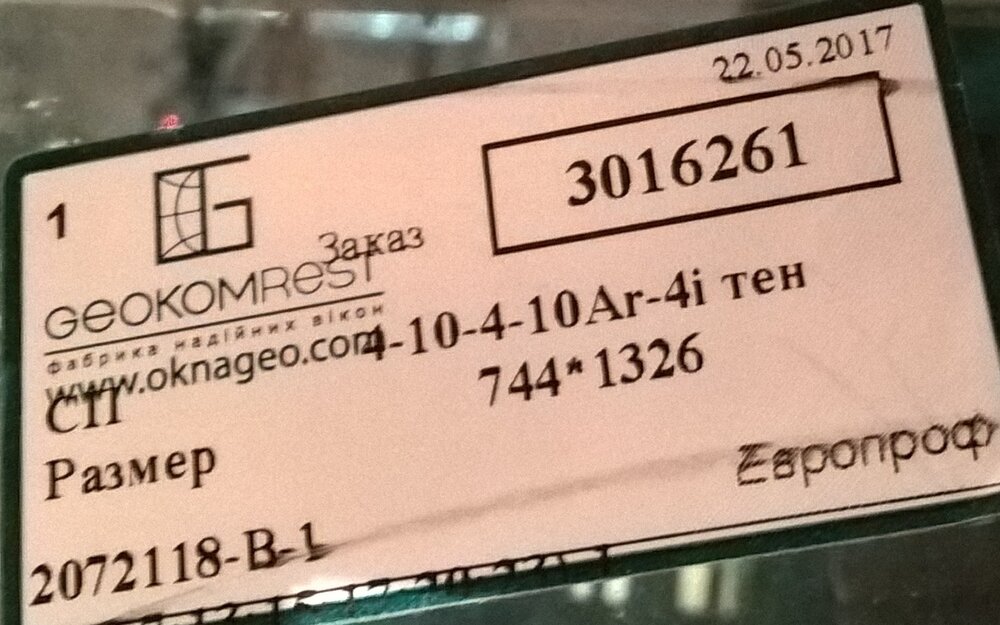 22.05.2017
1
3016261
Заказ
GEOKOMREST
фабрика надійних вікон
4-10-4-10Ar-4i тен
www.oknageo.com
СП
744*1326
Размер
Европроф
2072118-B-1